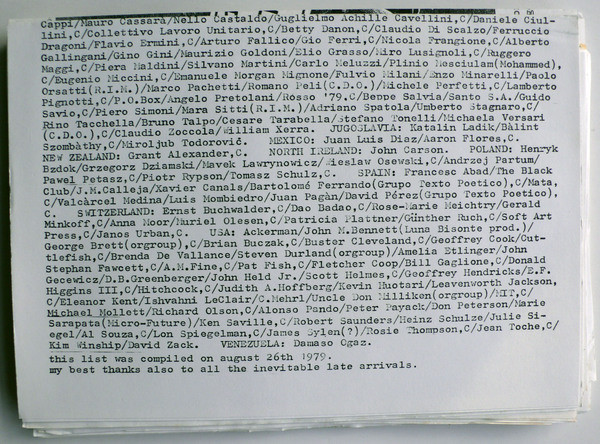 Cappi/Mauro Cassarà/Nello Castaldo/Guglielmo Achille Cavellini,C/Daniele Ciul-
lini,C/Collettivo Lavoro Unitario,C/Betty Danon,C/Claudio Di Scalzo/Ferruccio
Dragoni/Flavio Ermini,C/Arturo Fallico/Gio Ferri,C/Nicola Frangione,C/Alberto
Gallingani/Gino Gini/Maurizio Goldoni/Elio Grasso/Miro Lusignoli,C/Ruggero
Maggi,C/Piera Maldini/Silvano Martini/Carlo Meluzzi/Plinio Mesciulam(Mohammed),
C/Eugenio Miccini,C/Emanuele Morgan Mignone/Fulvio Milani/Enzo Minarelli/Paolo
Orsatti(R.I.M.)/Marco Pachetti/Romano Peli(C.D.O.)/Michele Perfetti,C/Lamberto
Pignotti,C/P.O.Box/Angelo Pretolani/Rosso '79,C/Beppe Salvia/Santo S.A./Guido
Savio,C/Piero Simoni/Mara Sitti(R.I.M.)/Adriano Spatola/Umberto Stagnaro,C/
Rino Tacchella/Bruno Talpo/Cesare Tarabella/Stefano Tonelli/Michaela Versari
(C.D.O.),C/Claudio Zoccola/William Xerra. JUGOSLAVIA: Katalin Ladik/Bàlint
Szombàthy,C/Miroljub Todorovič. MEXICO: Juan Luis Diaz/Aaron Flores,C.
NEW ZEALAND: Grant Alexander,C. NORTH IRELAND: John Carson. POLAND: Henryk
Bzdok/Grzegorz Dziamski/Mavek Lawrynowicz/Wieslaw Osewski,C/Andrzej Partum/
Pawel Petasz,C/Piotr Rypson/Tomasz Schulz,C. SPAIN: Francesc Abad/The Black
Club/J.M.Calleja/Xavier Canals/Bartolomé Ferrando(Grupo Texto Poetico),C/Mata,
C/Valcàrcel Medina/Luis Mombiedro/Juan Pagàn/David Pérez(Grupo Texto Poetico),
C. SWITZERLAND: Ernst Buchwalder,C/Dao Badao,C/Rose-Marie Meichtry/Gerald
Minkoff,C/Anna Moor/Muriel Olesen,C/Patricia Plattner/Günther Ruch,C/Soft Art
Press,C/Janos Urban,C. USA: Ackerman/John M.Bennett(Luna Bisonte prod.)/
George Brett(orgroup),C/Brian Buczak,C/Buster Cleveland,C/Geoffrey Cook/Cut-
tlefish,C/Brenda De Vallance/Steven Durland(orgroup)/Amelia Etlinger/John
Stephan Fawcett,C/A.M.Fine,C/Pat Fish,C/Fletcher Coop/Bill Gaglione,C/Donald
Gecewicz/D.B.Greenberger/John Held Jr./Scott Helmes,C/Geoffrey Hendricks/E.F.
Higgins III,C/Hitchcock,C/Judith A.Hoffberg/Kevin Huotari/Leavenworth Jackson,
C/Eleanor Kent/Ishvahni LeClair/C.Mehrl/Uncle Don Milliken(orgroup)/MIT,C/
Michael Mollett/Richard Olson,C/Alonso Pando/Peter Payack/Don Peterson/Marie
Sarapata(Micro-Future)/Ken Saville,C/Robert Saunders/Heinz Schulze/Julie Si-
egel/Al Souza,C/Lon Spiegelman,C/James Sylen(?)/Rosie Thompson,C/Jean Toche,C/
Kim Winship/David Zack. VENEZUELA: Damaso Ogaz.
this list was compiled on august 26th 1979.
my best thanks also to all the inevitable late arrivals.